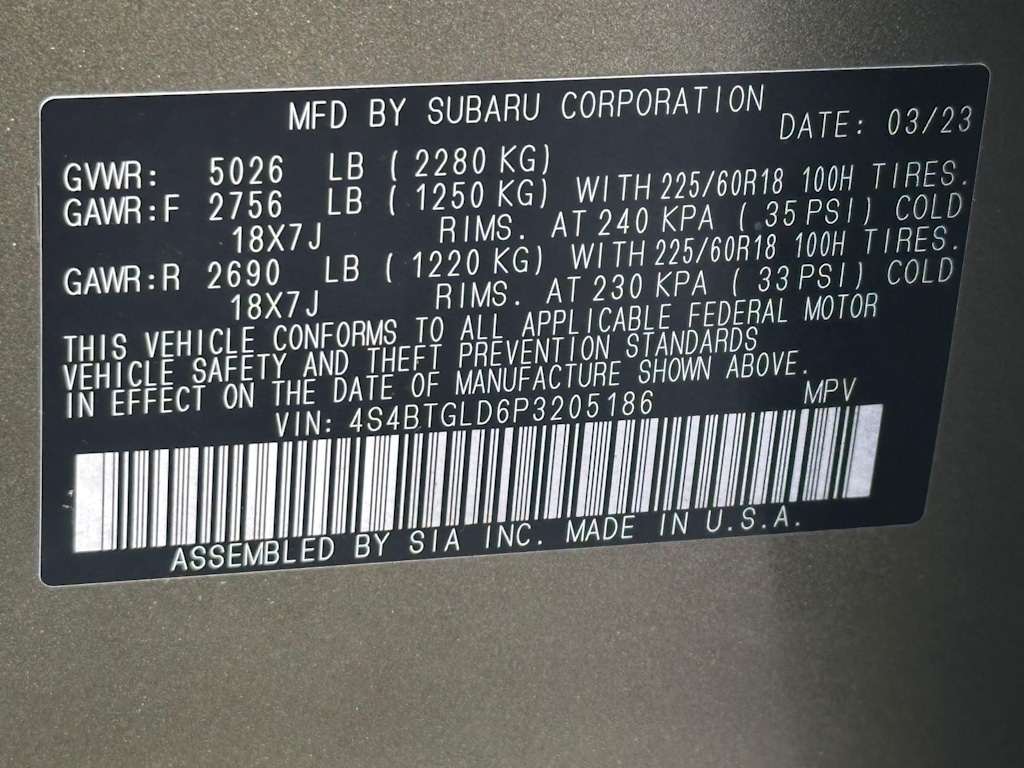 MFD BY SUBARU CORPORATION
DATE: 03/23
GVWR: 5026 LB ( 2280 KG)
GAWR:F 2756 LB ( 1250 KG) WITH 225/60R18 100H TIRES.
18X7J RIMS. AT 240 KPA ( 35 PSI) COLD
GAWR:R 2690 LB ( 1220 KG) WITH 225/60R18 100H TIRES.
18X7J RIMS. AT 230 KPA ( 33 PSI) COLD
THIS VEHICLE CONFORMS TO ALL APPLICABLE FEDERAL MOTOR
VEHICLE SAFETY AND THEFT PREVENTION STANDARDS
IN EFFECT ON THE DATE OF MANUFACTURE SHOWN ABOVE.
VIN: 4S4BTGLD6P3205186 MPV
ASSEMBLED BY SIA INC. MADE IN U.S.A.